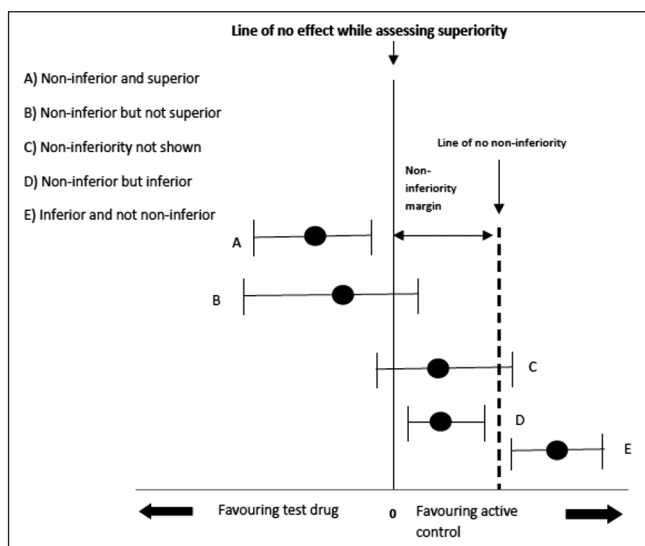 Line of no effect while assessing superiority
A) Non-inferior and superior
B) Non-inferior but not superior
C) Non-inferiority not shown
D) Non-inferior but inferior
E) Inferior and not non-inferior
Line of no non-inferiority
Non-
inferiority
margin
A
B
C
D
E
Favouring test drug
0
Favouring active
control